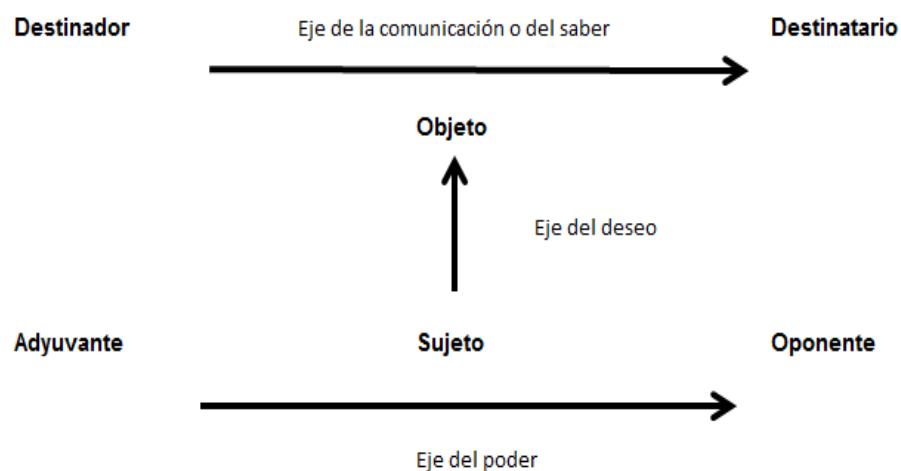 Destinador Eje de la comunicación o del saber Destinatario
Objeto
Eje del deseo
Adyuvante Sujeto Oponente
Eje del poder